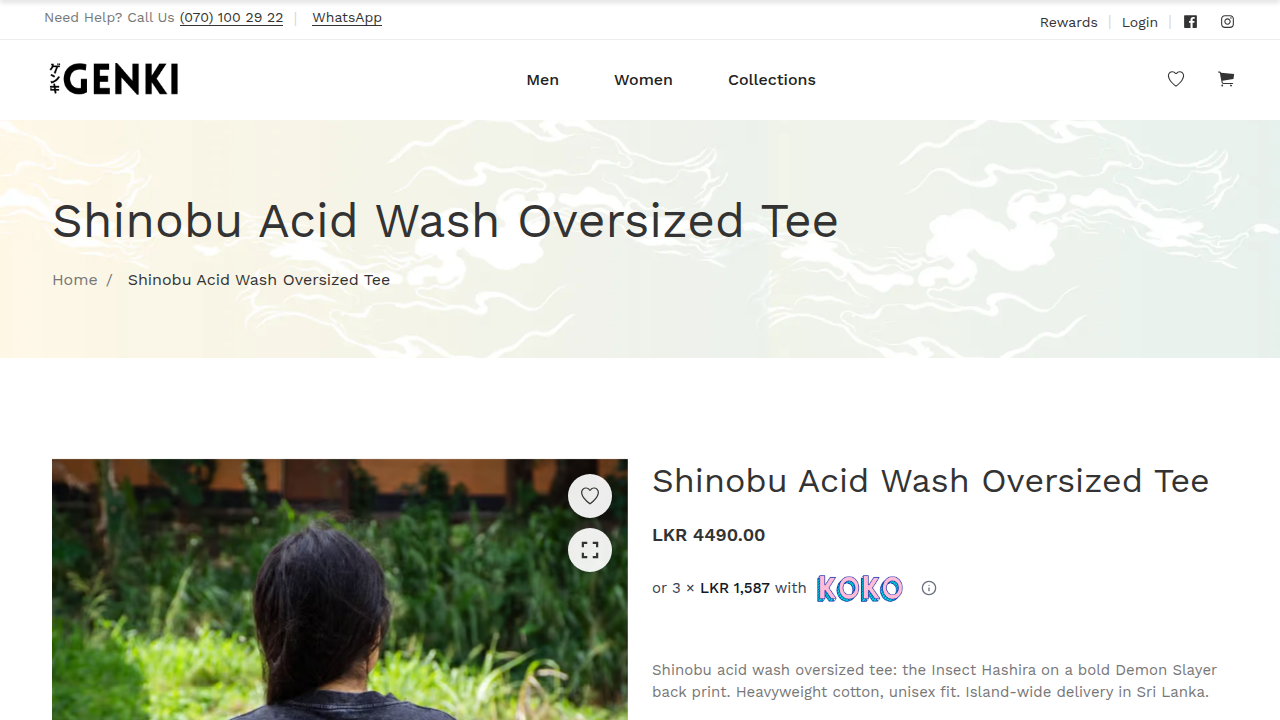 Need Help? Call Us (070) 100 29 22 | WhatsApp
Rewards | Login |
ゲンキ GENKI
Men Women Collections
Shinobu Acid Wash Oversized Tee
Home / Shinobu Acid Wash Oversized Tee
Shinobu Acid Wash Oversized Tee
LKR 4490.00
or 3 × LKR 1,587 with KOKO
Shinobu acid wash oversized tee: the Insect Hashira on a bold Demon Slayer
back print. Heavyweight cotton, unisex fit. Island-wide delivery in Sri Lanka.